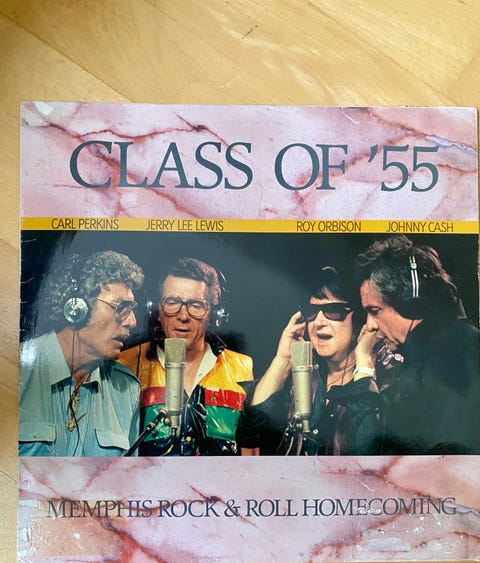 CLASS OF '55
CARL PERKINS JERRY LEE LEWIS ROY ORBISON JOHNNY CASH
MEMPHIS ROCK & ROLL HOMECOMING